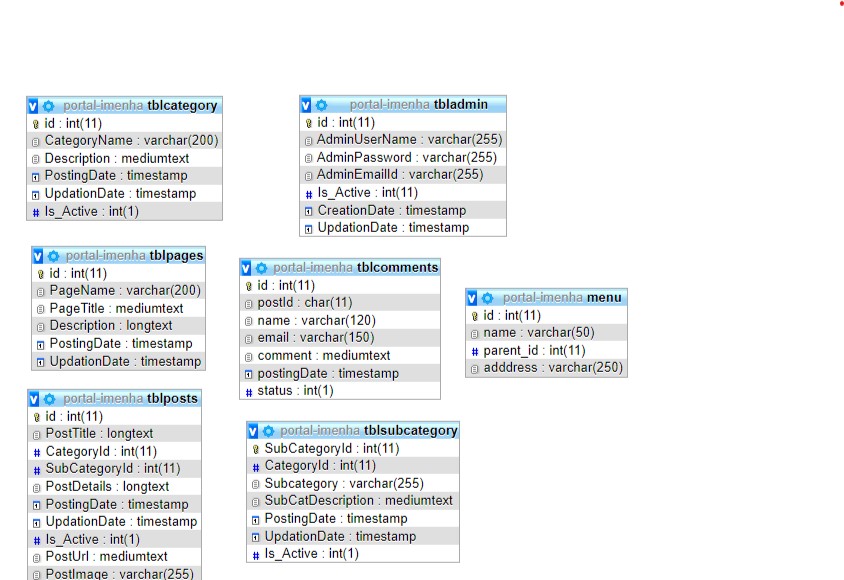 portal-imenha tblcategory
id : int(11)
CategoryName : varchar(200)
Description : mediumtext
PostingDate : timestamp
UpdationDate : timestamp
Is_Active : int(1)
portal-imenha tbladmin
id : int(11)
AdminUserName : varchar(255)
AdminPassword : varchar(255)
AdminEmailId : varchar(255)
Is_Active : int(11)
CreationDate : timestamp
UpdationDate : timestamp
portal-imenha tblpages
id : int(11)
PageName : varchar(200)
PageTitle : mediumtext
Description : longtext
PostingDate : timestamp
UpdationDate : timestamp
portal-imenha tblcomments
id : int(11)
postId : char(11)
name : varchar(120)
email : varchar(150)
comment : mediumtext
postingDate : timestamp
status : int(1)
portal-imenha menu
id : int(11)
name : varchar(50)
parent_id : int(11)
adddress : varchar(250)
portal-imenha tblposts
id : int(11)
PostTitle : longtext
CategoryId : int(11)
SubCategoryId : int(11)
PostDetails : longtext
PostingDate : timestamp
UpdationDate : timestamp
Is_Active : int(1)
PostUrl : mediumtext
PostImage : varchar(255)
portal-imenha tblsubcategory
SubCategoryId : int(11)
CategoryId : int(11)
Subcategory : varchar(255)
SubCatDescription : mediumtext
PostingDate : timestamp
UpdationDate : timestamp
Is_Active : int(1)